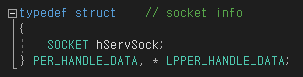 typedef struct    // socket info
{
    SOCKET hServSock;
} PER_HANDLE_DATA, * LPPER_HANDLE_DATA;